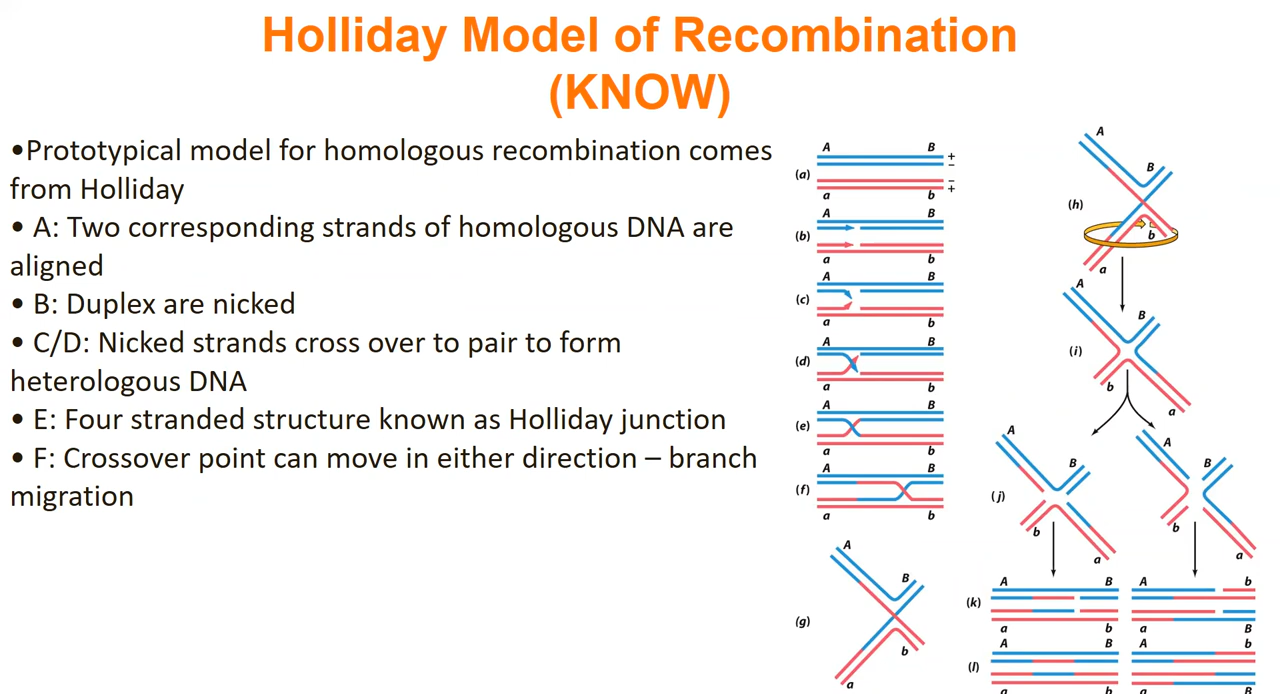 Holliday Model of Recombination
(KNOW)
•Prototypical model for homologous recombination comes
from Holliday
• A: Two corresponding strands of homologous DNA are
aligned
• B: Duplex are nicked
• C/D: Nicked strands cross over to pair to form
heterologous DNA
• E: Four stranded structure known as Holliday junction
• F: Crossover point can move in either direction – branch
migration
A B
(a) + − − +
a b
A B
(b)
a b
A B
(c)
a b
A B
(d)
a b
A B
(e)
a b
A B
(f)
a b
A
B
(g)
b
a
A
B
(h)
b
a
A
B
(i)
b
a
A
B
(j)
b
a
A
B
b
a
A B A b
(k)
a b a B
A B A b
(l)
a b a B